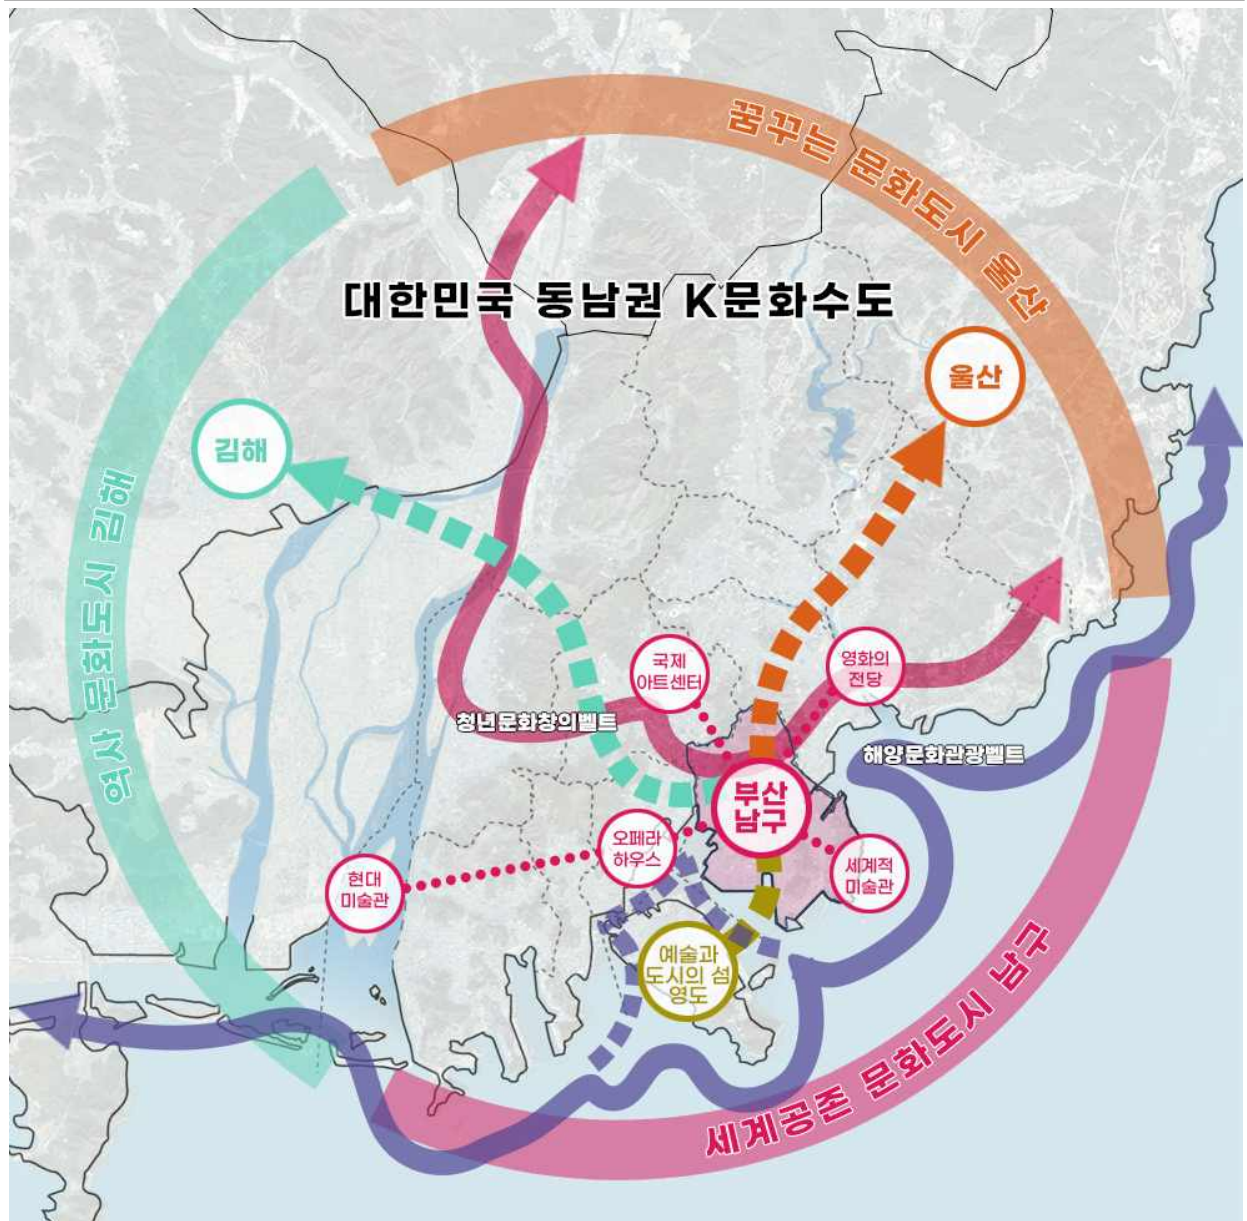 꿈꾸는 문화도시 울산
대한민국 동남권 K문화수도
울산
김해
역사 문화도시 김해
국제
아트센터
영화의
전당
청년문화창의벨트
해양문화관광벨트
부산
남구
오페라
하우스
세계적
미술관
현대
미술관
예술과
도시의 섬
영도
세계공존 문화도시 남구